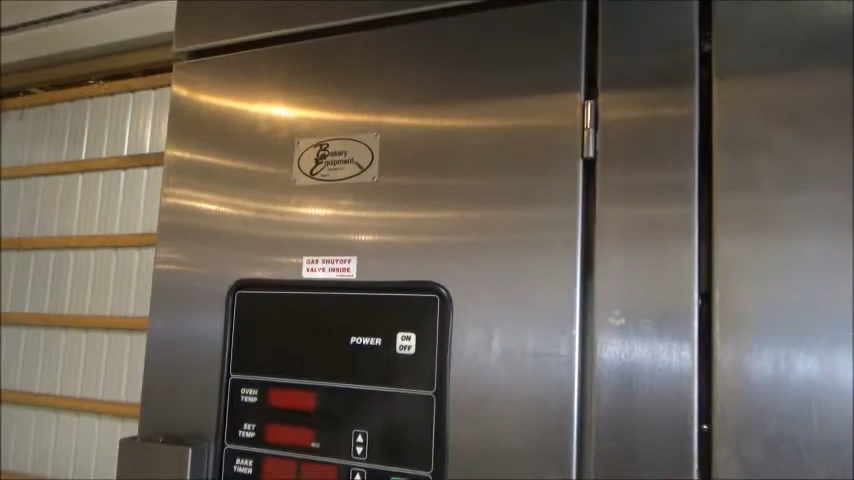 Bakery
Equipment
GAS SHUTOFF
VALVE INSIDE
POWER
ON
OFF
OVEN
TEMP
SET
TEMP
BAKE
TIMER